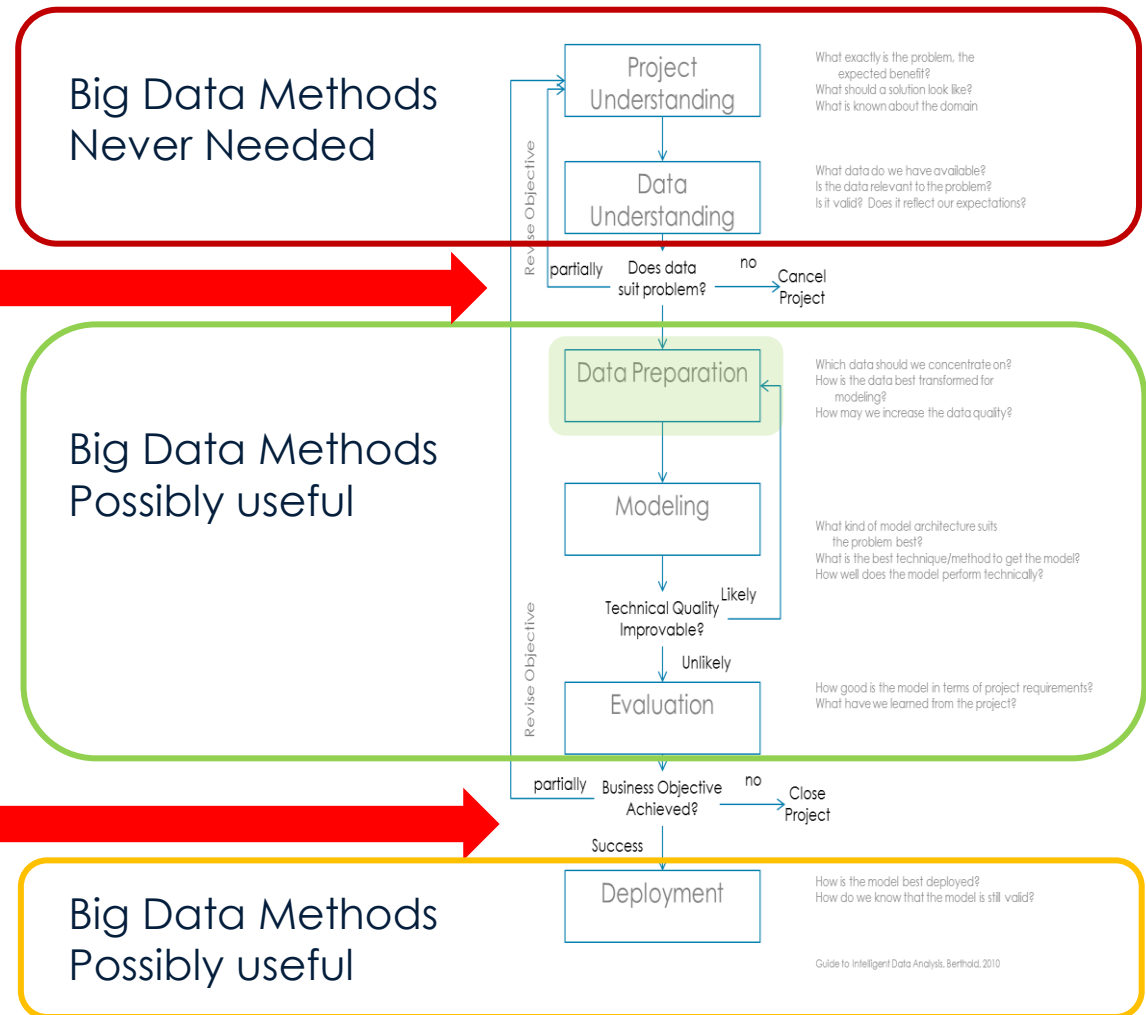 Big Data Methods
Never Needed
Project
Understanding
What exactly is the problem, the
expected benefit?
What should a solution look like?
What is known about the domain
Data
Understanding
What data do we have available?
Is the data relevant to the problem?
Is it valid? Does it reflect our expectations?
Revise Objective
partially
Does data
suit problem?
no
Cancel
Project
Big Data Methods
Possibly useful
Data Preparation
Which data should we concentrate on?
How is the data best transformed for
modeling?
How may we increase the data quality?
Modeling
What kind of model architecture suits
the problem best?
What is the best technique/method to get the model?
How well does the model perform technically?
Technical Quality
Improvable?
Likely
Unlikely
Revise Objective
Evaluation
How good is the model in terms of project requirements?
What have we learned from the project?
partially
Business Objective
Achieved?
no
Close
Project
Success
Big Data Methods
Possibly useful
Deployment
How is the model best deployed?
How do we know that the model is still valid?
Guide to Intelligent Data Analysis, Berthold, 2010